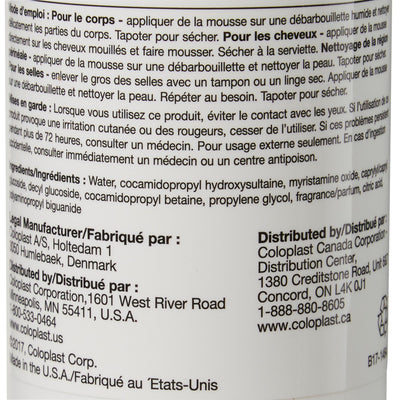 Mode d'emploi : Pour le corps - appliquer de la mousse sur une débarbouillette humide et nettoyer
délicatement les parties du corps. Tapoter pour sécher. Pour les cheveux - appliquer de la mousse
directement sur les cheveux mouillés et faire mousser. Sécher à la serviette. Nettoyage de la région
périnéale - appliquer de la mousse sur une débarbouillette et nettoyer la peau. Tapoter pour sécher.
Pour les selles - enlever le gros des selles avec un tampon ou un linge sec. Appliquer de la mousse
sur une débarbouillette et nettoyer la peau. Répéter au besoin. Tapoter pour sécher.
Mises en garde : Lorsque vous utilisez ce produit, éviter le contact avec les yeux. Si l'utilisation de ce
produit provoque une irritation cutanée ou des rougeurs, cesser de l'utiliser. Si ces problèmes persistent
pendant plus de 72 heures, consulter un médecin. Pour usage externe seulement. En cas d'ingestion
accidentelle, consulter immédiatement un médecin ou un centre antipoison.
Ingredients/Ingrédients : Water, cocamidopropyl hydroxysultaine, myristamine oxide, caprylyl/capryl
glucoside, decyl glucoside, cocamidopropyl betaine, propylene glycol, fragrance/parfum, citric acid,
polyaminopropyl biguanide
Legal Manufacturer/Fabriqué par :
Coloplast A/S, Holtedam 1
3050 Humlebaek, Denmark
Distributed by/Distribué par :
Coloplast Corporation, 1601 West River Road
Minneapolis, MN 55411, U.S.A.
1-800-533-0464
www.coloplast.us
©2017, Coloplast Corp.
Made in the U.S.A./Fabriqué au ´Etats-Unis
Distributed by/Distribué par :
Coloplast Canada Corporation -
Distribution Center,
1380 Creditstone Road, Unit
Concord, ON L4K 0J1
1-888-880-8605
www.coloplast.ca